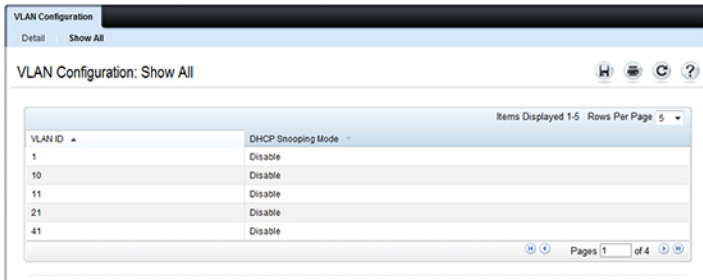 VLAN Configuration
Detail Show All
VLAN Configuration: Show All
Items Displayed 1-5 Rows Per Page 5
VLAN ID DHCP Snooping Mode
1 Disable
10 Disable
11 Disable
21 Disable
41 Disable
Pages 1 of 4